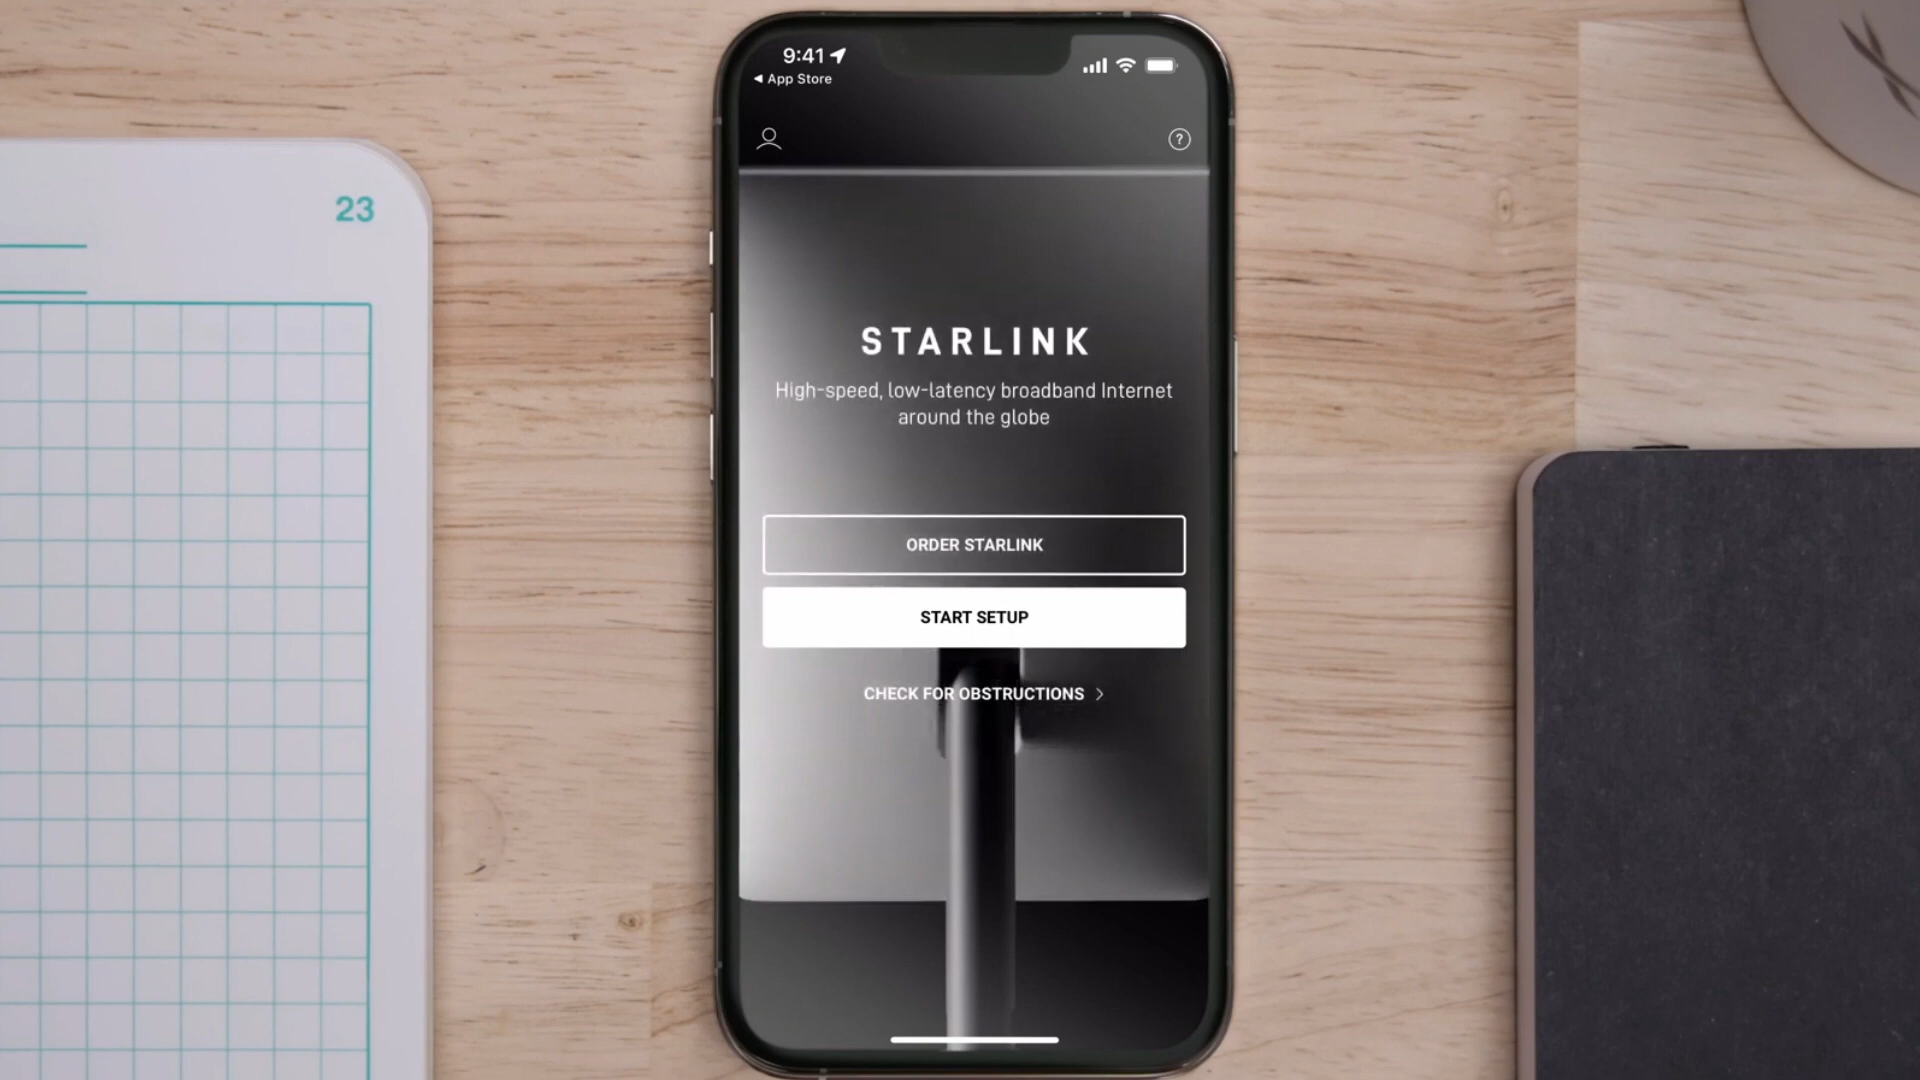 9:41
◀ App Store
?
23
STARLINK
High-speed, low-latency broadband Internet
around the globe
ORDER STARLINK
START SETUP
CHECK FOR OBSTRUCTIONS >